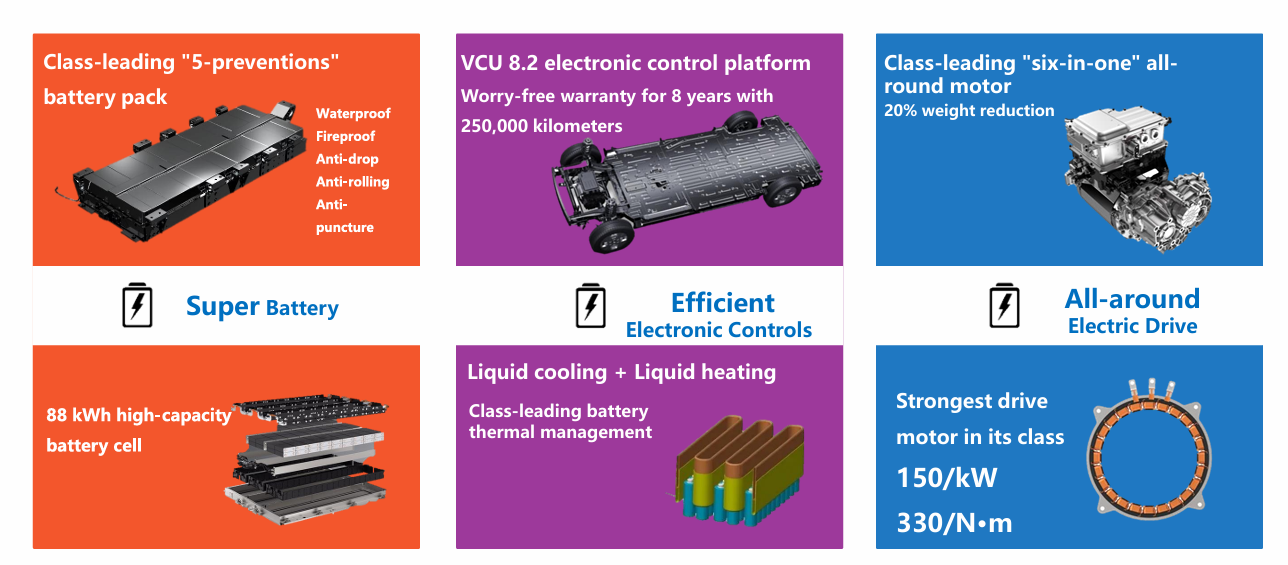 Class-leading "5-preventions"
battery pack
Waterproof
Fireproof
Anti-drop
Anti-rolling
Anti-
puncture
Super Battery
88 kWh high-capacity
battery cell
VCU 8.2 electronic control platform
Worry-free warranty for 8 years with
250,000 kilometers
Efficient
Electronic Controls
Liquid cooling + Liquid heating
Class-leading battery
thermal management
Class-leading "six-in-one" all-
round motor
20% weight reduction
All-around
Electric Drive
Strongest drive
motor in its class
150/kW
330/N•m